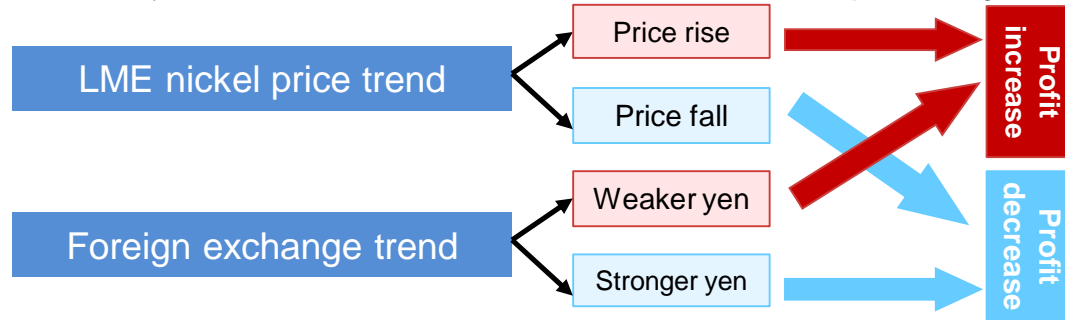 LME nickel price trend
Price rise
Price fall
Profit
increase
Foreign exchange trend
Weaker yen
Stronger yen
Profit
decrease